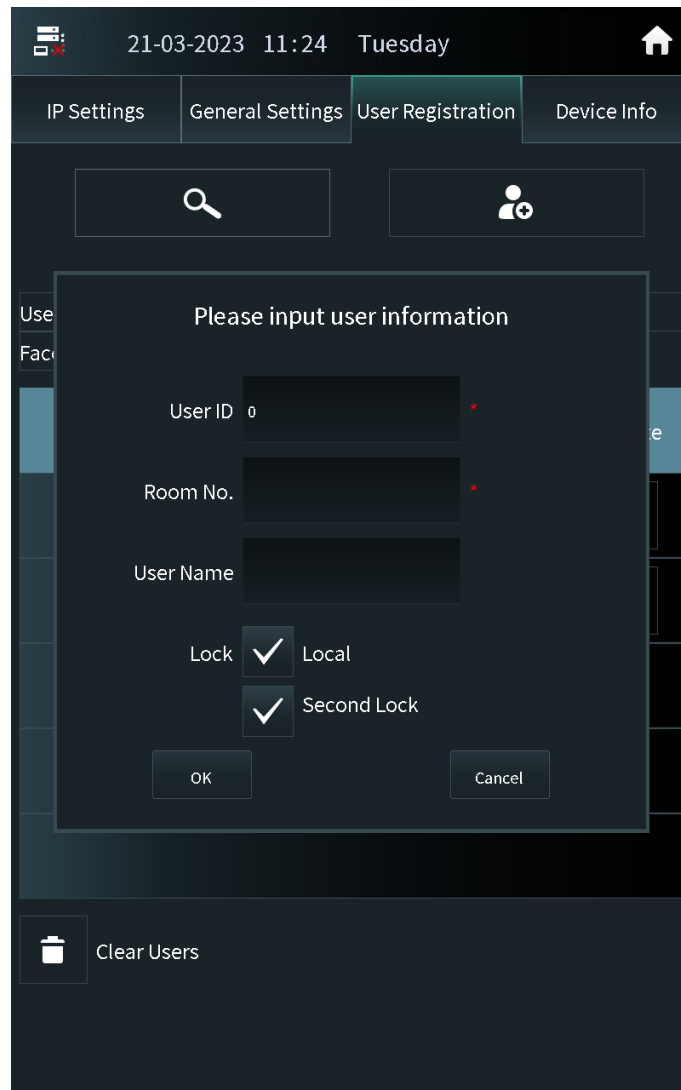 21-03-2023 11:24 Tuesday
IP Settings General Settings User Registration Device Info
Please input user information
User ID 0 *
Room No. *
User Name
Lock Local
Second Lock
OK Cancel
Clear Users